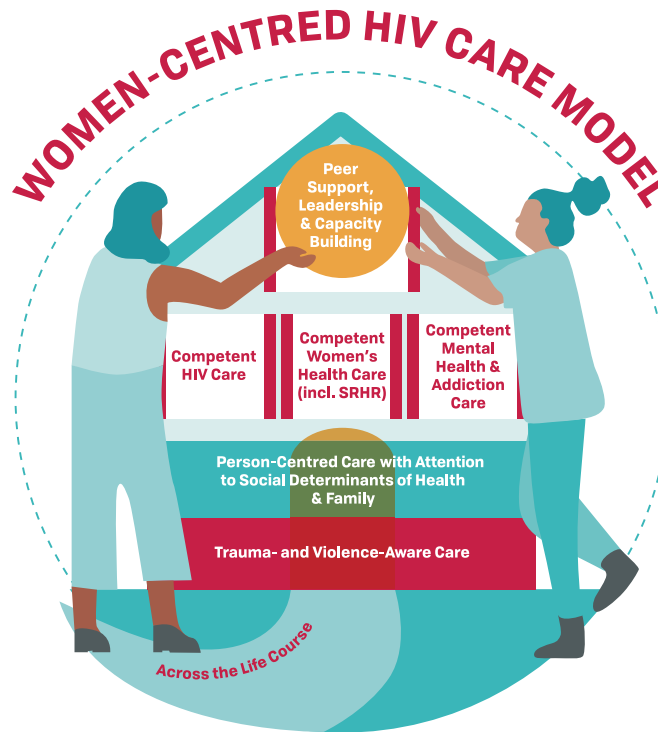 WOMEN-CENTRED HIV CARE MODEL
Peer
Support,
Leadership
& Capacity
Building
Competent
HIV Care
Competent
Women's
Health Care
(incl. SRHR)
Competent
Mental
Health &
Addiction
Care
Person-Centred Care with Attention
to Social Determinants of Health
& Family
Trauma- and Violence-Aware Care
Across the Life Course